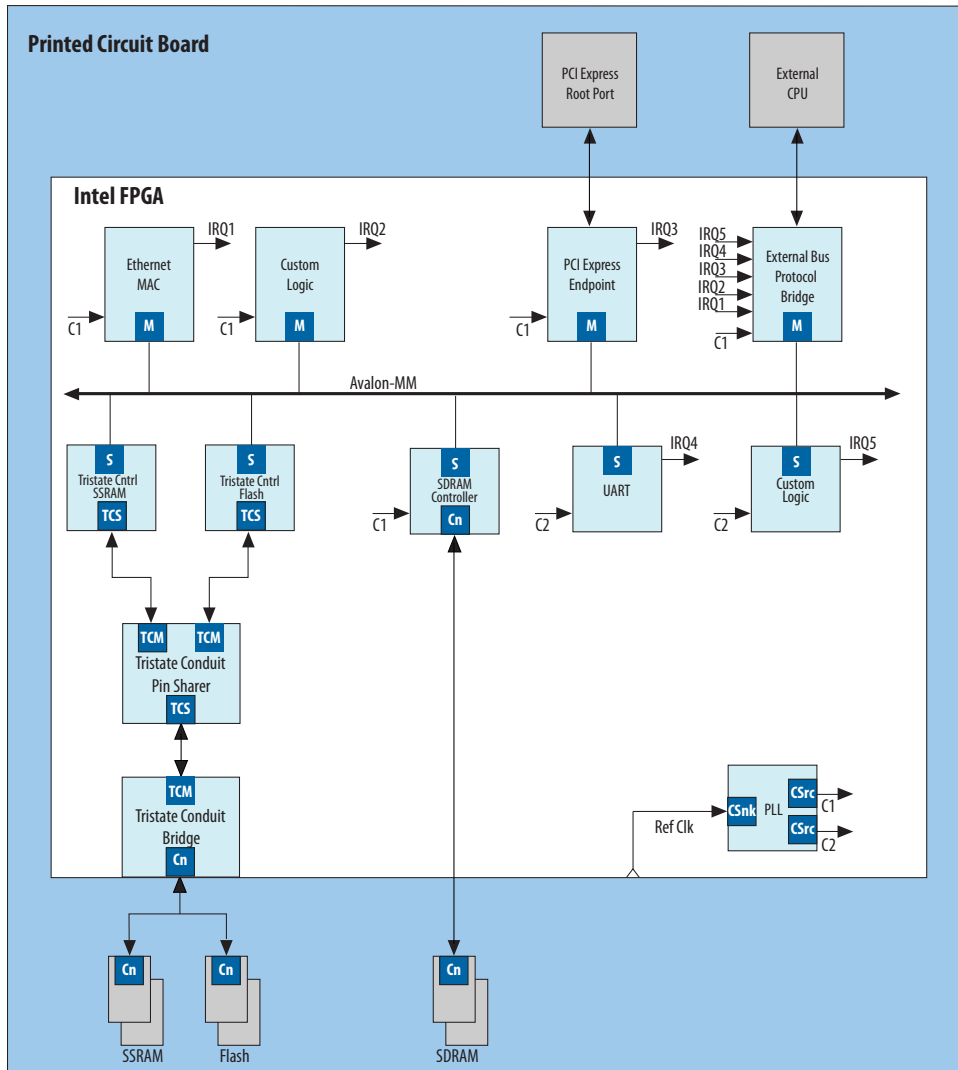 Printed Circuit Board
PCI Express
Root Port
External
CPU
Intel FPGA
Ethernet
MAC
M
C1
IRQ1
Custom
Logic
M
C1
IRQ2
PCI Express
Endpoint
M
C1
IRQ3
IRQ5
IRQ4
IRQ3
IRQ2
IRQ1
C1
External Bus
Protocol
Bridge
M
Avalon-MM
S
Tristate Cntrl
SSRAM
TCS
S
Tristate Cntrl
Flash
TCS
S
SDRAM
Controller
Cn
C1
S
UART
C2
IRQ4
S
Custom
Logic
C2
IRQ5
TCM
TCM
Tristate Conduit
Pin Sharer
TCS
TCM
Tristate Conduit
Bridge
Cn
Ref Clk
CSnk
PLL
CSrc
C1
CSrc
C2
Cn
SSRAM
Cn
Flash
Cn
SDRAM